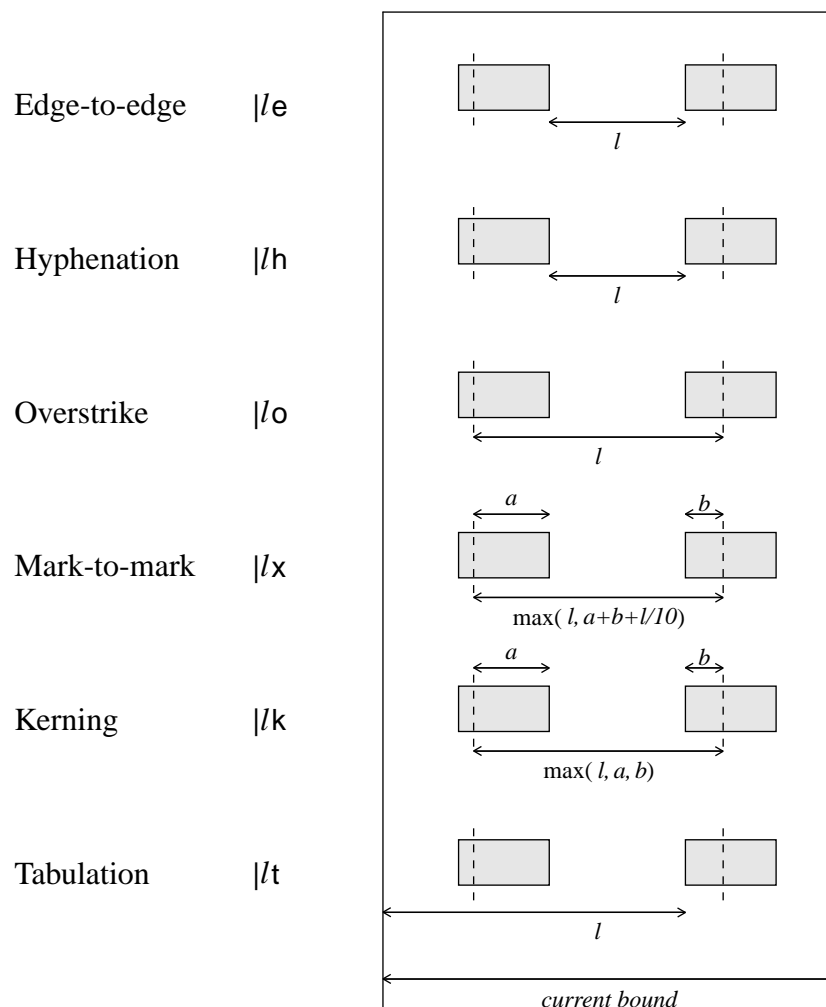 Edge-to-edge |le
l
Hyphenation |lh
l
Overstrike |lo
l
a b
Mark-to-mark |lx
max( l, a+b+l/10)
a b
Kerning |lk
max( l, a, b)
Tabulation |lt
l
current bound